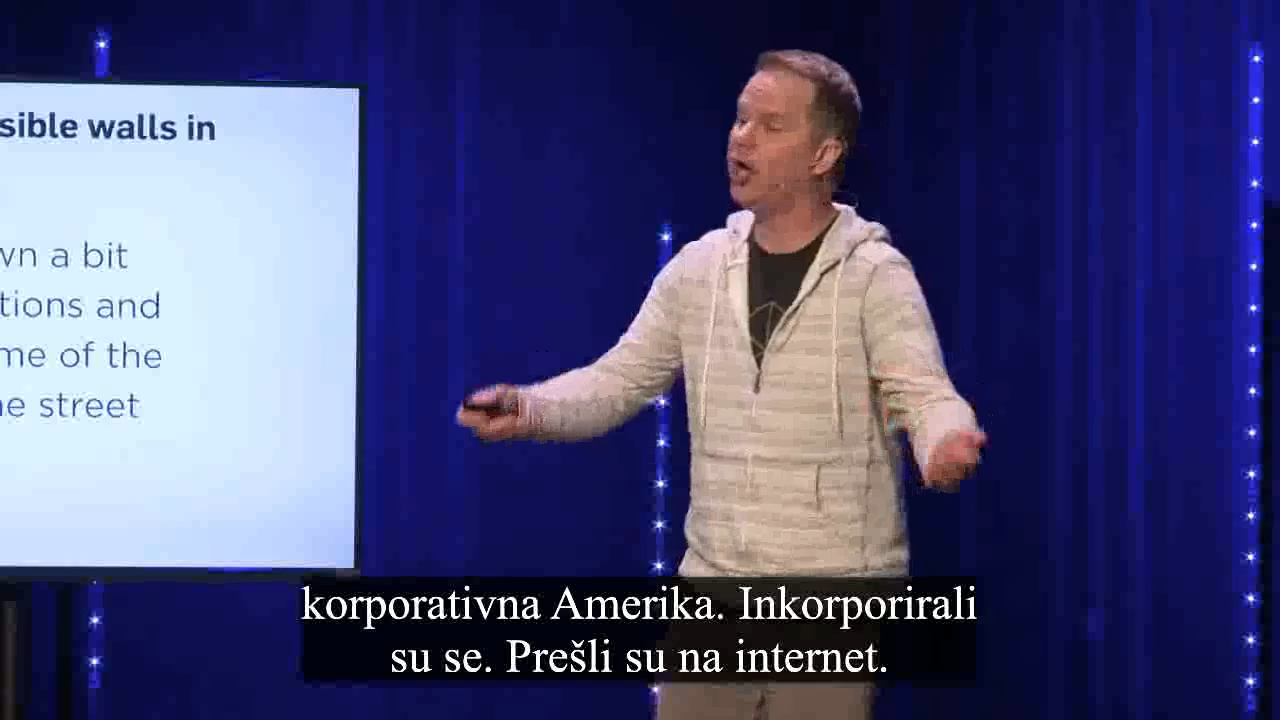 sible walls in
wn a bit
tions and
me of the
e street
korporativna Amerika. Inkorporirali
su se. Prešli su na internet.